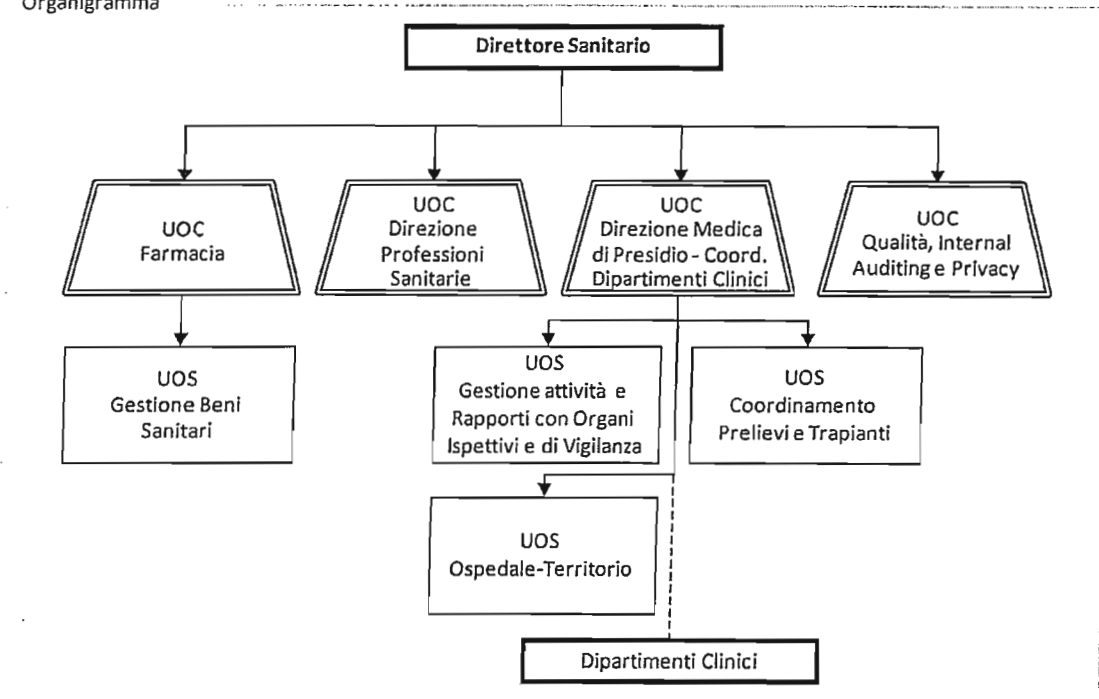 Organigramma
Direttore Sanitario
UOC
Farmacia
UOC
Direzione
Professioni
Sanitarie
UOC
Direzione Medica
di Presidio - Coord.
Dipartimenti Clinici
UOC
Qualità, Internal
Auditing e Privacy
UOS
Gestione Beni
Sanitari
UOS
Gestione attività e
Rapporti con Organi
Ispettivi e di Vigilanza
UOS
Coordinamento
Prelievi e Trapianti
UOS
Ospedale-Territorio
Dipartimenti Clinici